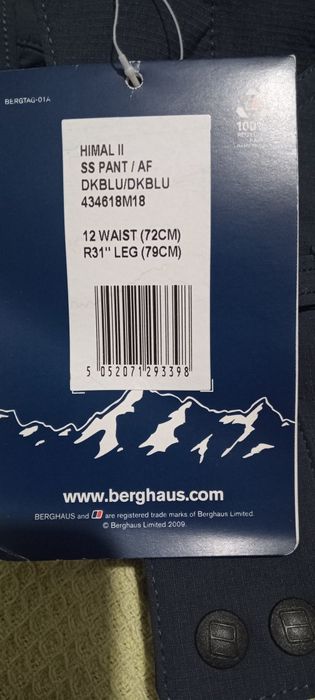 BERGTAG-01A
100%
HIMAL II
SS PANT / AF
DKBLU/DKBLU
434618M18
12 WAIST (72CM)
R31" LEG (79CM)
5 052071 293398
www.berghaus.com
BERGHAUS and are registered trade marks of Berghaus Limited.
© Berghaus Limited 2009.